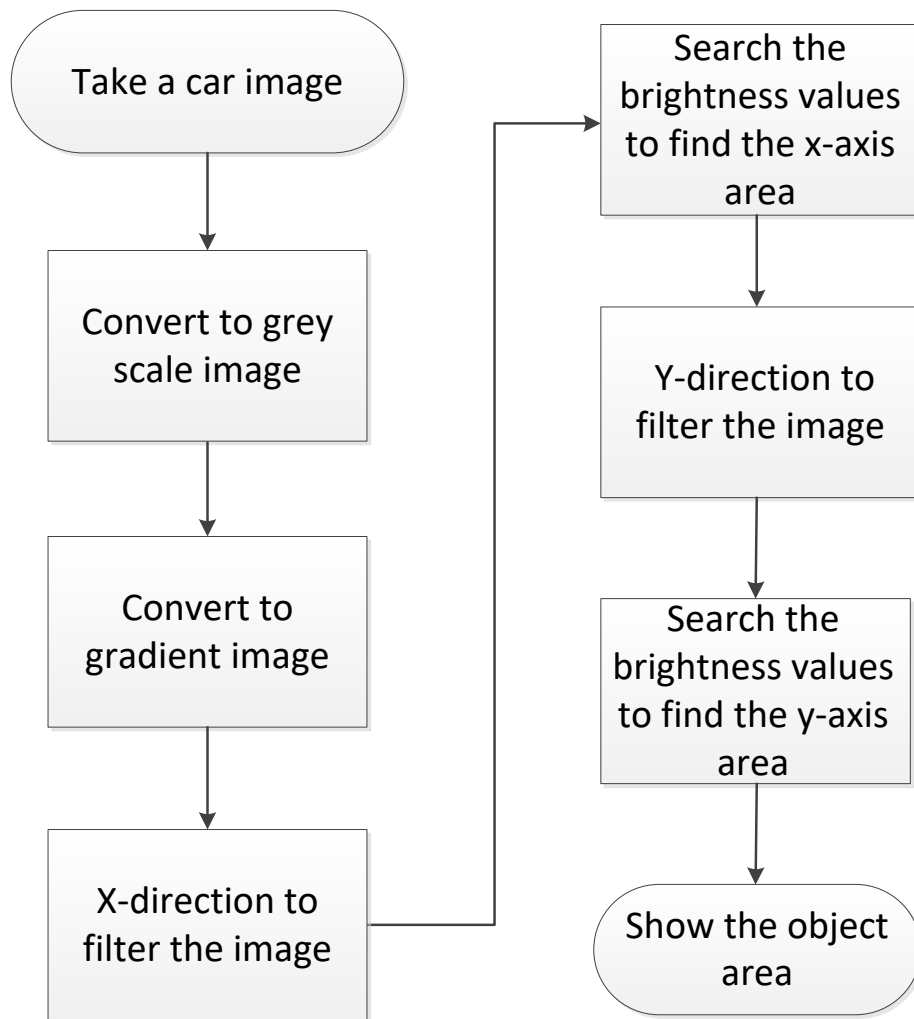 Take a car image
Convert to grey
scale image
Convert to
gradient image
X-direction to
filter the image
Search the
brightness values
to find the x-axis
area
Y-direction to
filter the image
Search the
brightness values
to find the y-axis
area
Show the object
area